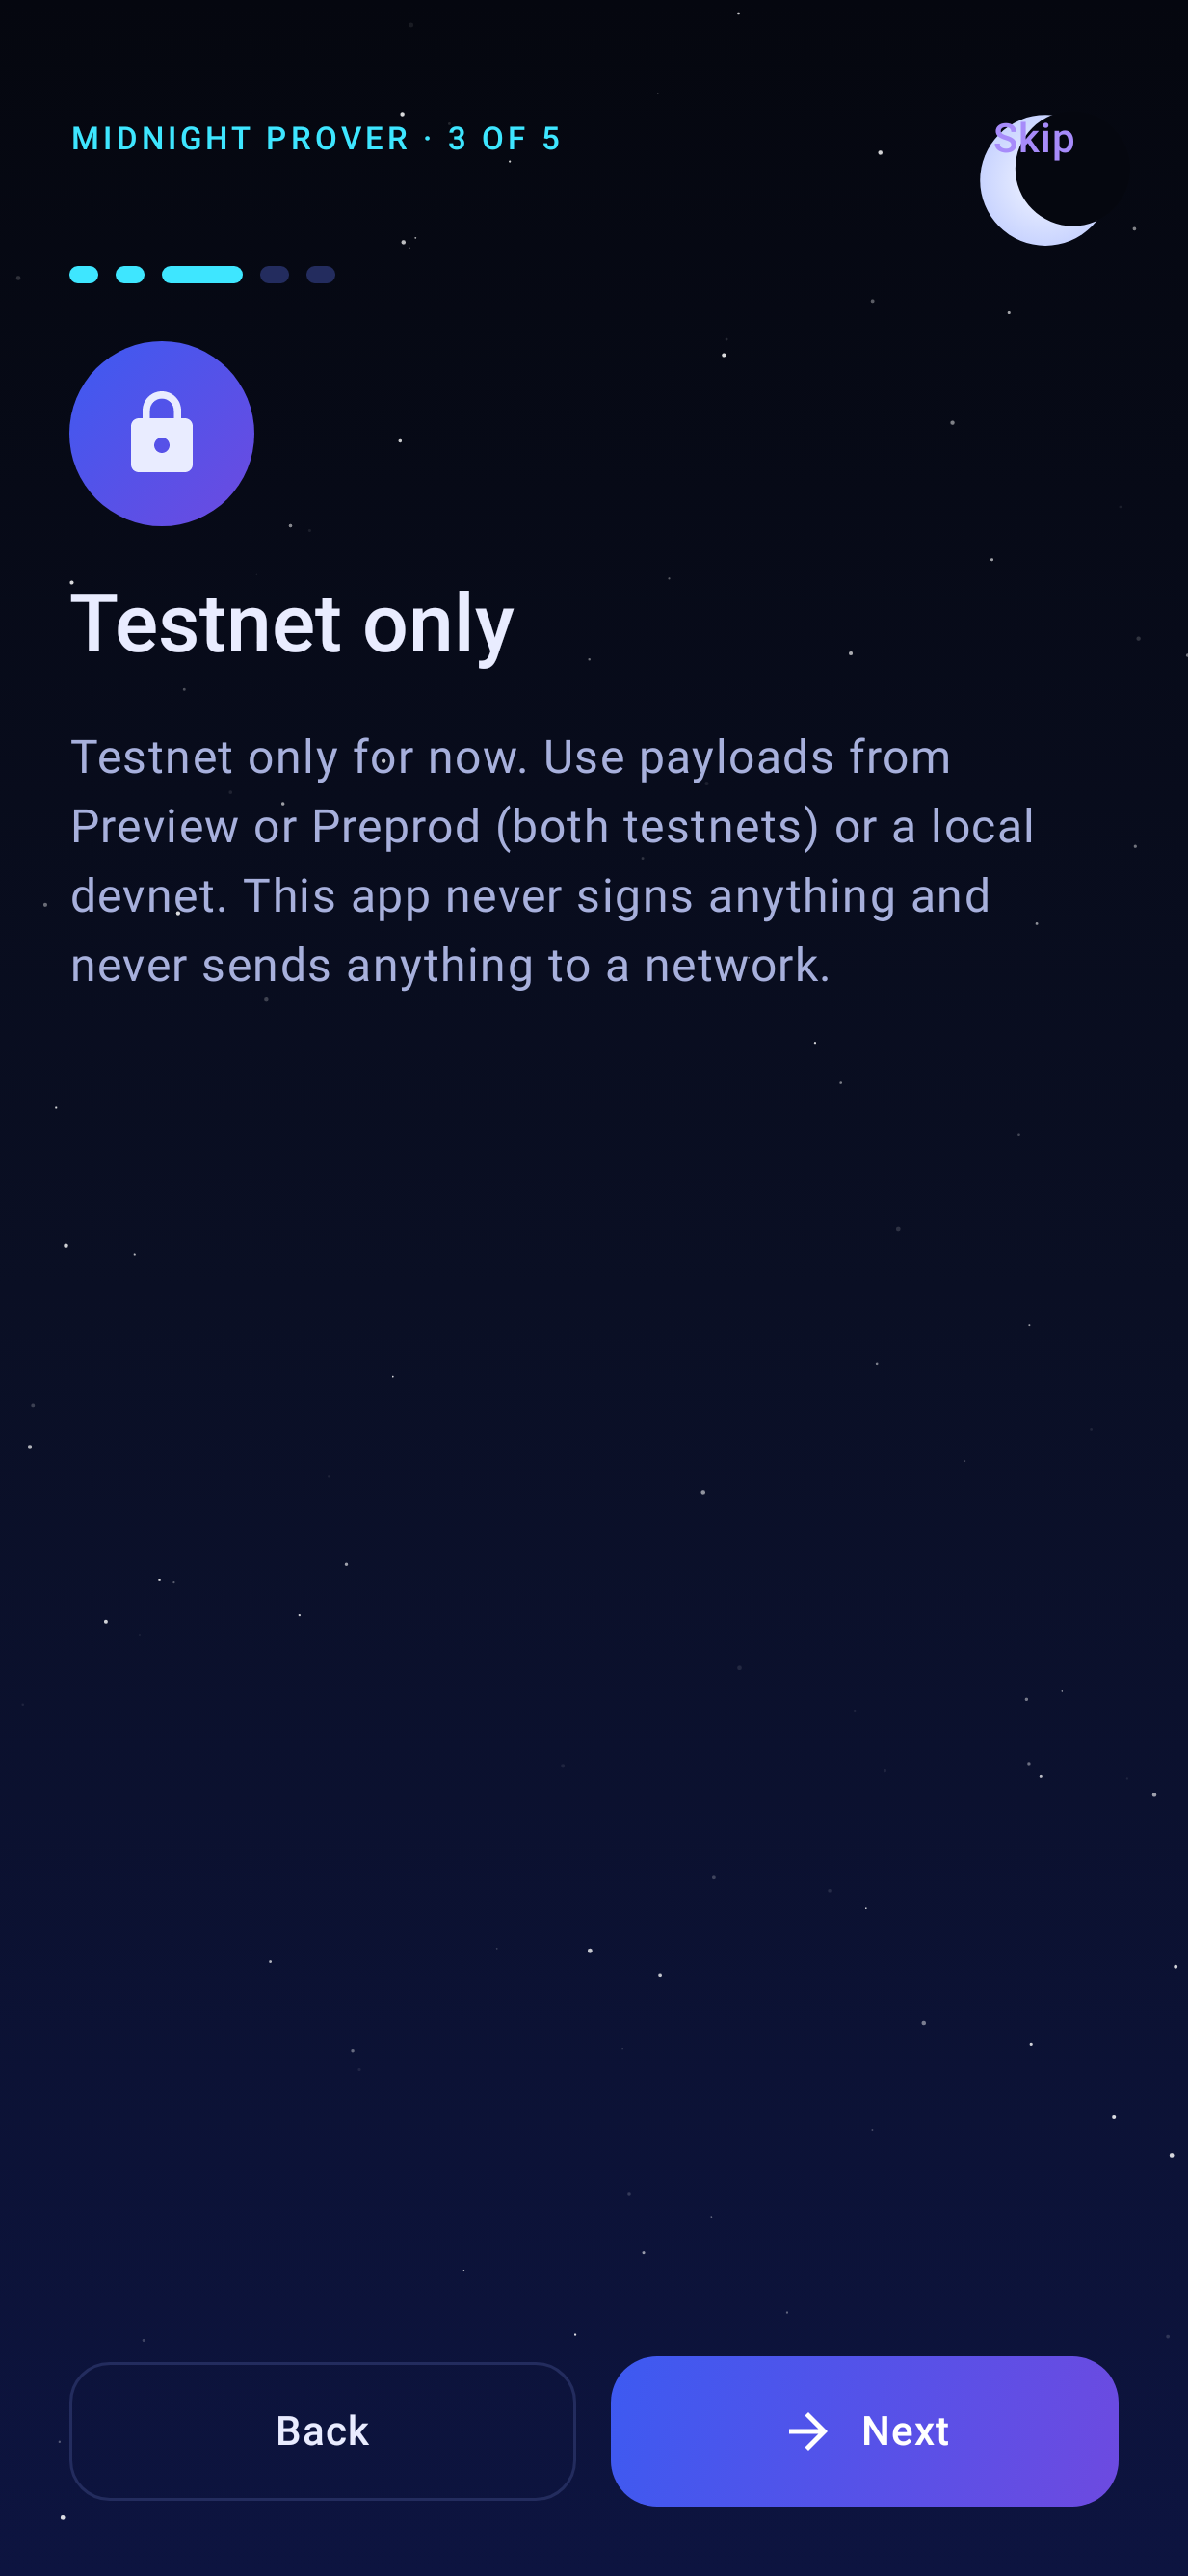 MIDNIGHT PROVER · 3 OF 5
Skip
Testnet only
Testnet only for now. Use payloads from
Preview or Preprod (both testnets) or a local
devnet. This app never signs anything and
never sends anything to a network.
Back
Next